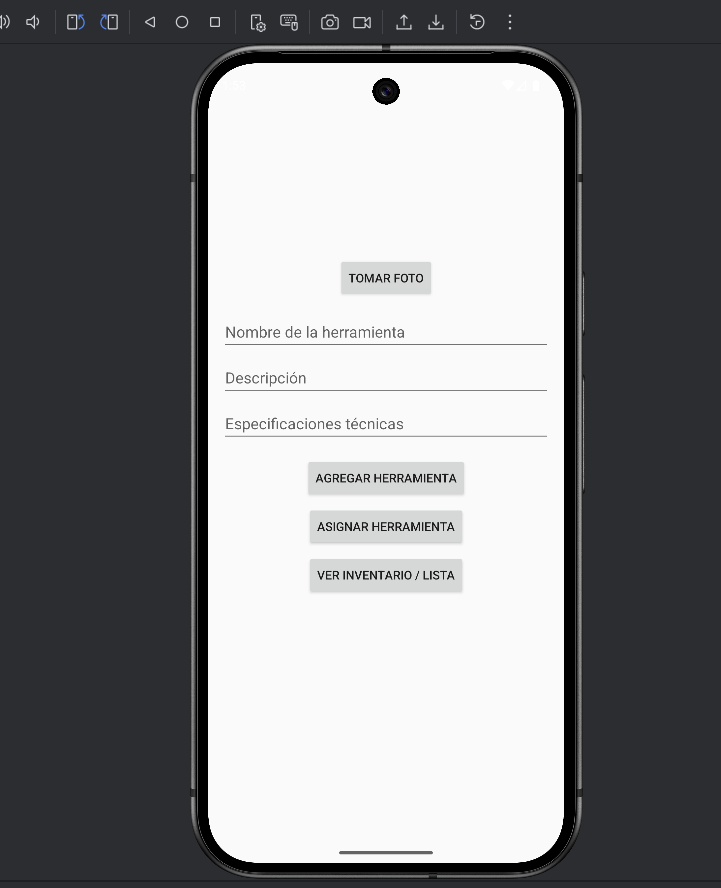 TOMAR FOTO
Nombre de la herramienta
Descripción
Especificaciones técnicas
AGREGAR HERRAMIENTA
ASIGNAR HERRAMIENTA
VER INVENTARIO / LISTA